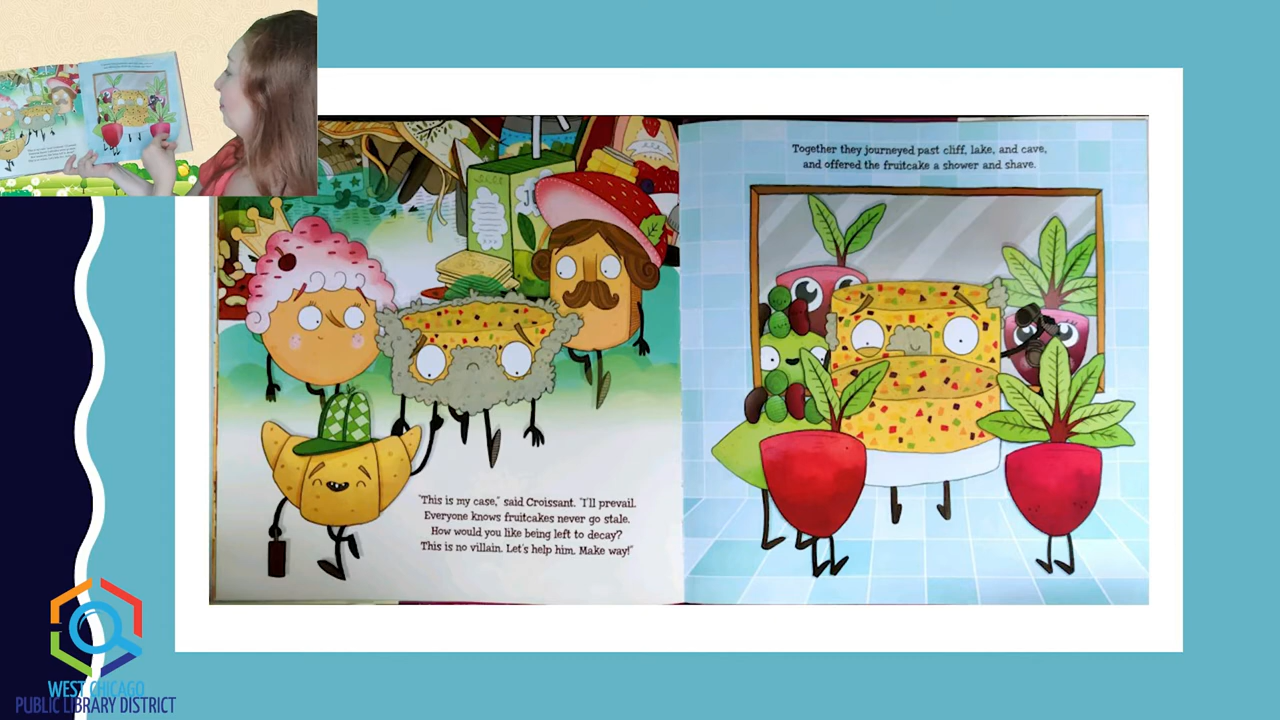 "This is my case," said Croissant. "I'll prevail.
Everyone knows fruitcakes never go stale.
How would you like being left to decay?
This is no villain. Let's help him. Make way!"
Together they journeyed past cliff, lake, and cave,
and offered the fruitcake a shower and shave.
WEST CHICAGO
PUBLIC LIBRARY DISTRICT